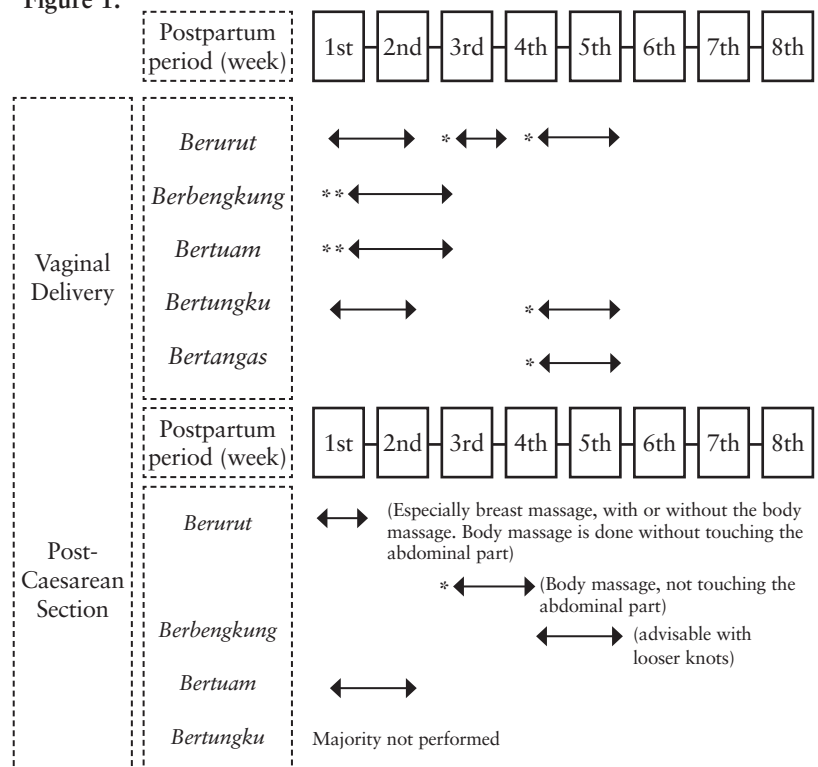 Figure 1.
Postpartum
period (week)
1st 2nd 3rd 4th 5th 6th 7th 8th
Vaginal
Delivery
Berurut
* *
Berbengkung
**
Bertuam
**
Bertungku
*
Bertangas
*
Postpartum
period (week)
1st 2nd 3rd 4th 5th 6th 7th 8th
Post-
Caesarean
Section
Berurut
(Especially breast massage, with or without the body
massage. Body massage is done without touching the
abdominal part)
* (Body massage, not touching the
abdominal part)
Berbengkung
(advisable with
looser knots)
Bertuam
Bertungku
Majority not performed